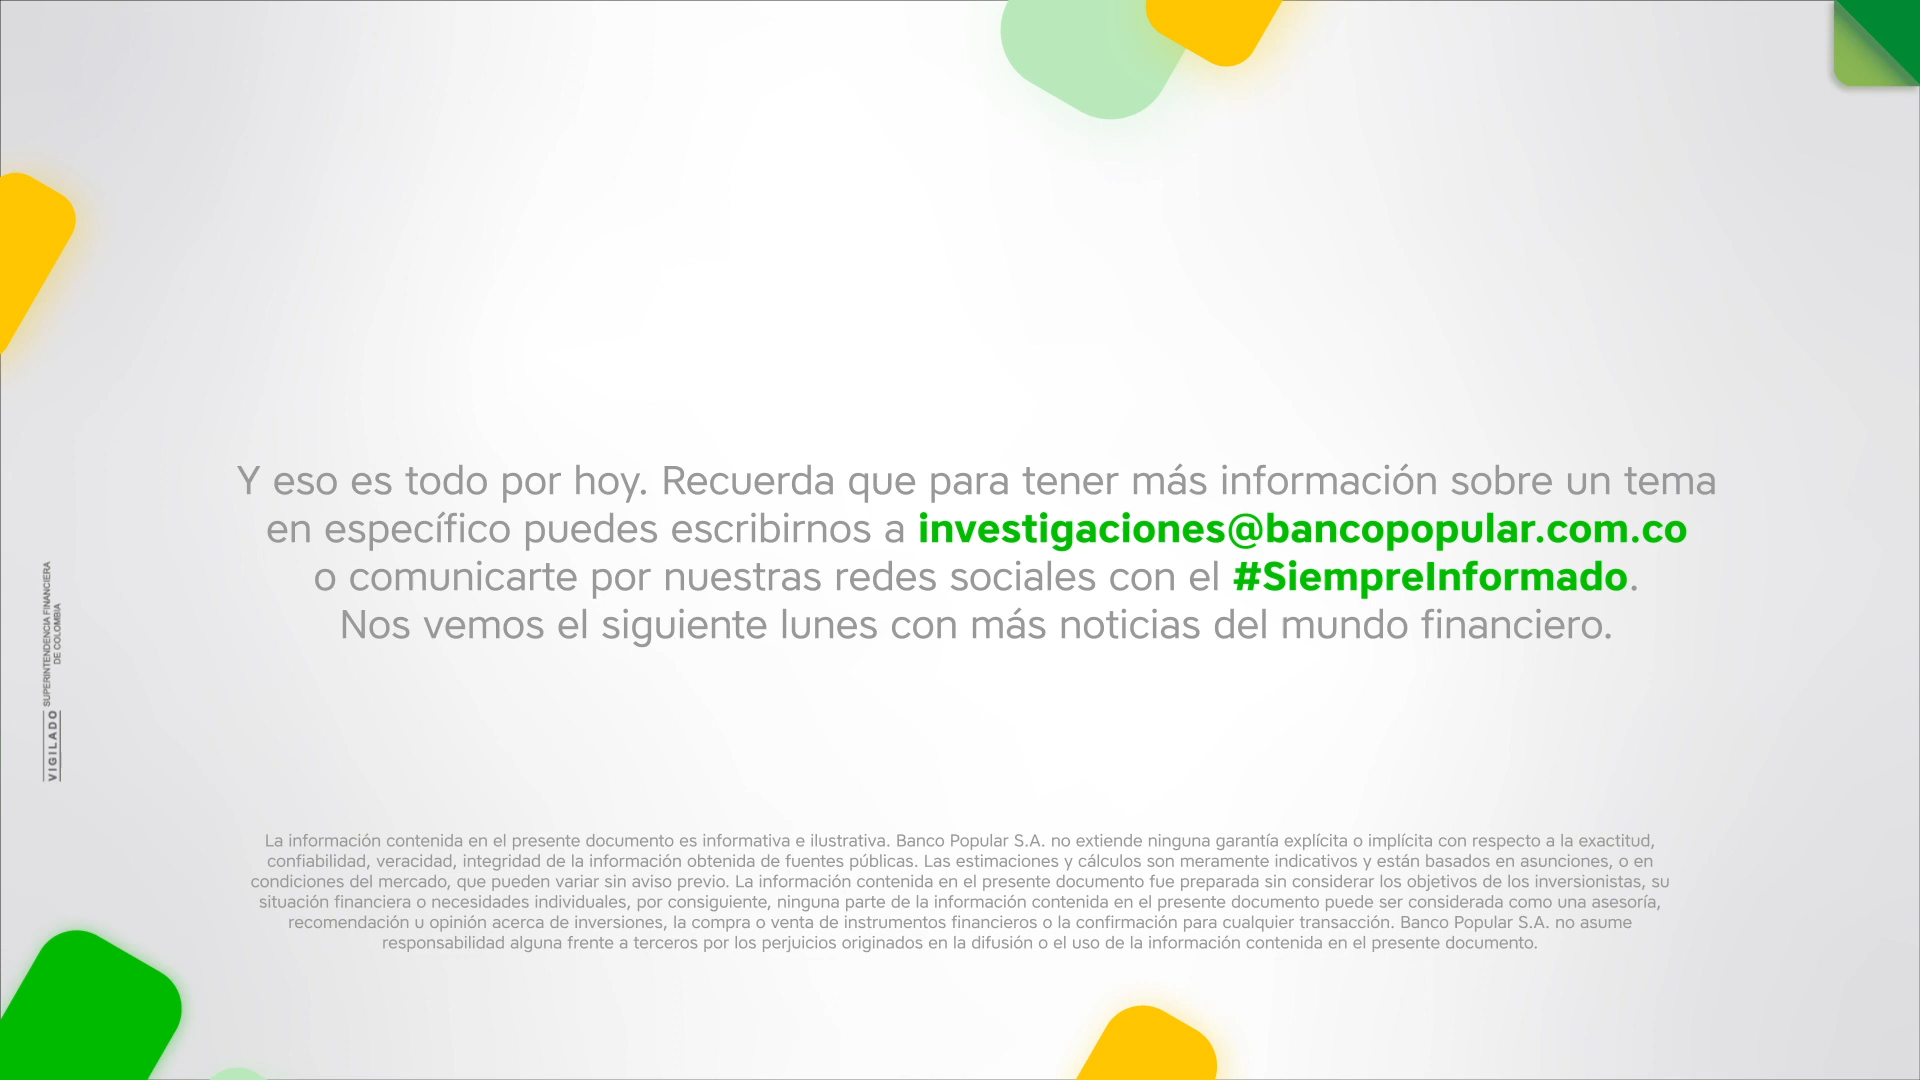 Y eso es todo por hoy. Recuerda que para tener más información sobre un tema
en específico puedes escribirnos a investigaciones@bancopopular.com.co
o comunicarte por nuestras redes sociales con el #SiempreInformado.
Nos vemos el siguiente lunes con más noticias del mundo financiero.
VIGILADO
SUPERINTENDENCIA FINANCIERA
DE COLOMBIA
La información contenida en el presente documento es informativa e ilustrativa. Banco Popular S.A. no extiende ninguna garantía explícita o implícita con respecto a la exactitud,
confiabilidad, veracidad, integridad de la información obtenida de fuentes públicas. Las estimaciones y cálculos son meramente indicativos y están basados en asunciones, o en
condiciones del mercado, que pueden variar sin aviso previo. La información contenida en el presente documento fue preparada sin considerar los objetivos de los inversionistas, su
situación financiera o necesidades individuales, por consiguiente, ninguna parte de la información contenida en el presente documento puede ser considerada como una asesoría,
recomendación u opinión acerca de inversiones, la compra o venta de instrumentos financieros o la confirmación para cualquier transacción. Banco Popular S.A. no asume
responsabilidad alguna frente a terceros por los perjuicios originados en la difusión o el uso de la información contenida en el presente documento.